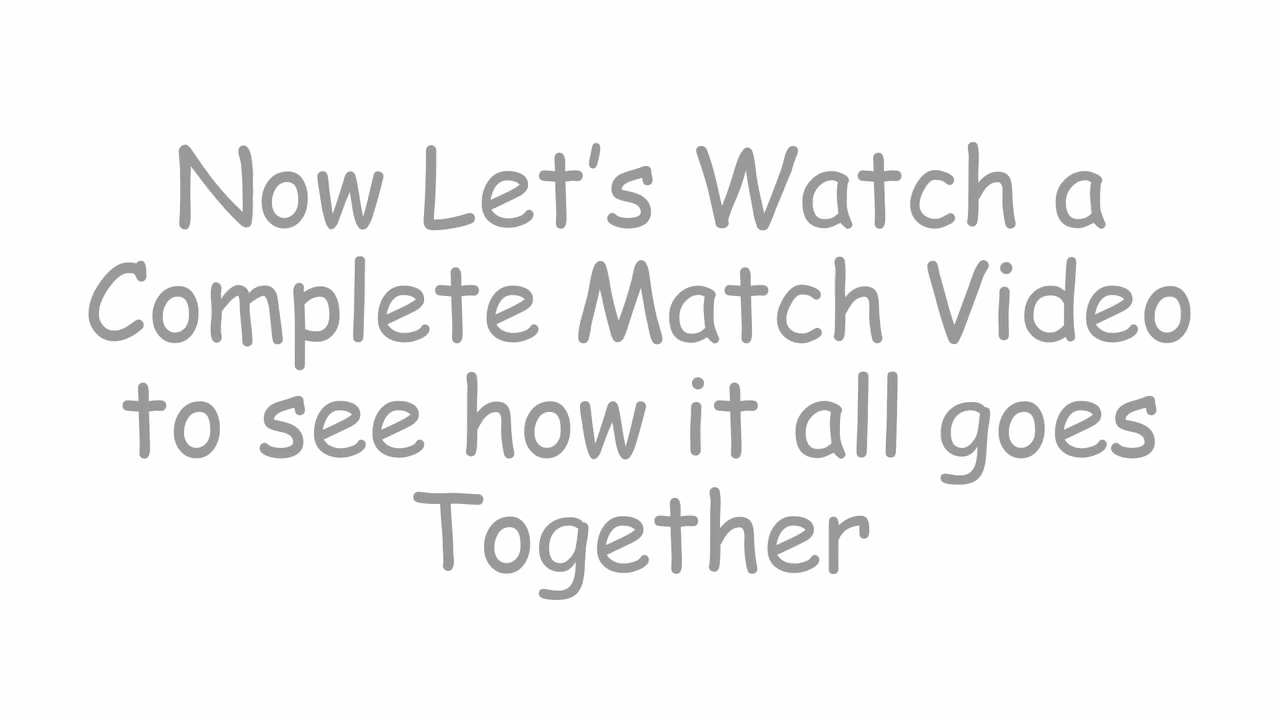 Now Let’s Watch a
Complete Match Video
to see how it all goes
Together